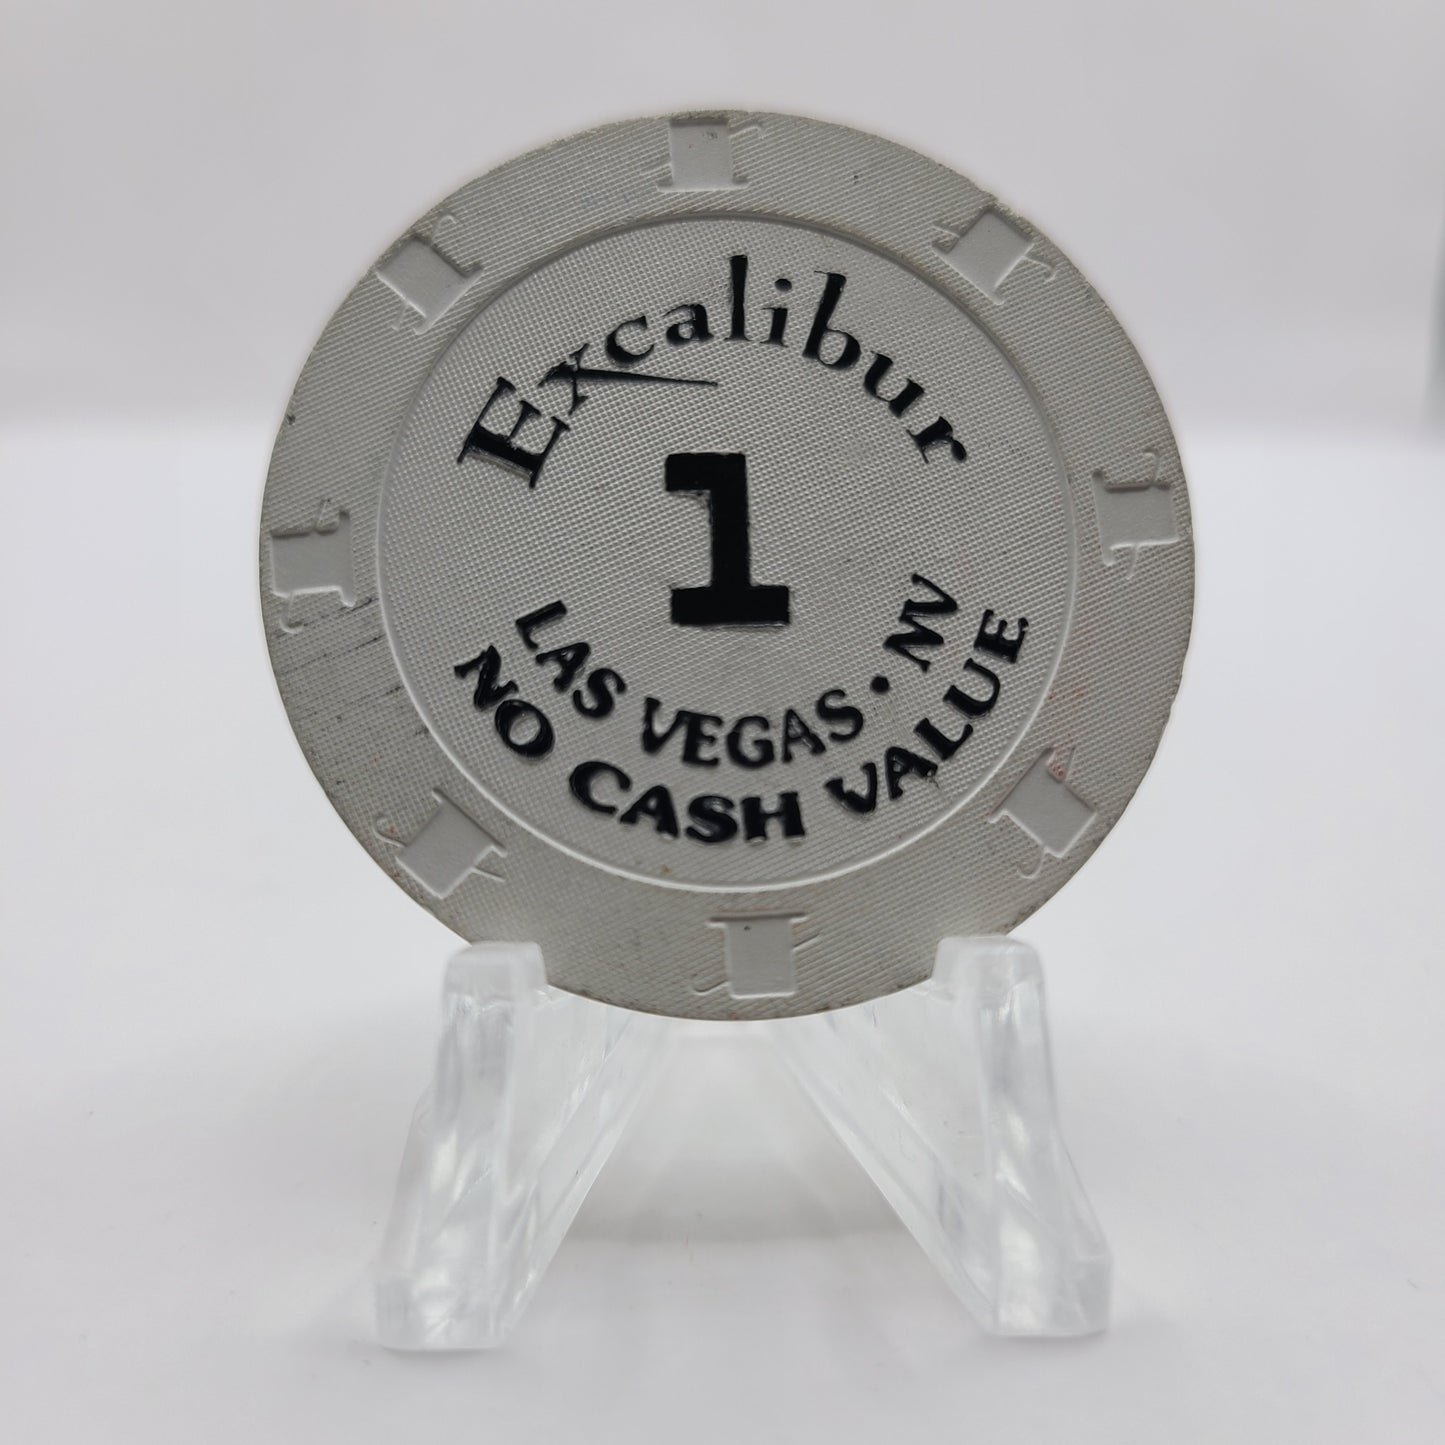 Excalibur
1
LAS VEGAS • NV
NO CASH VALUE